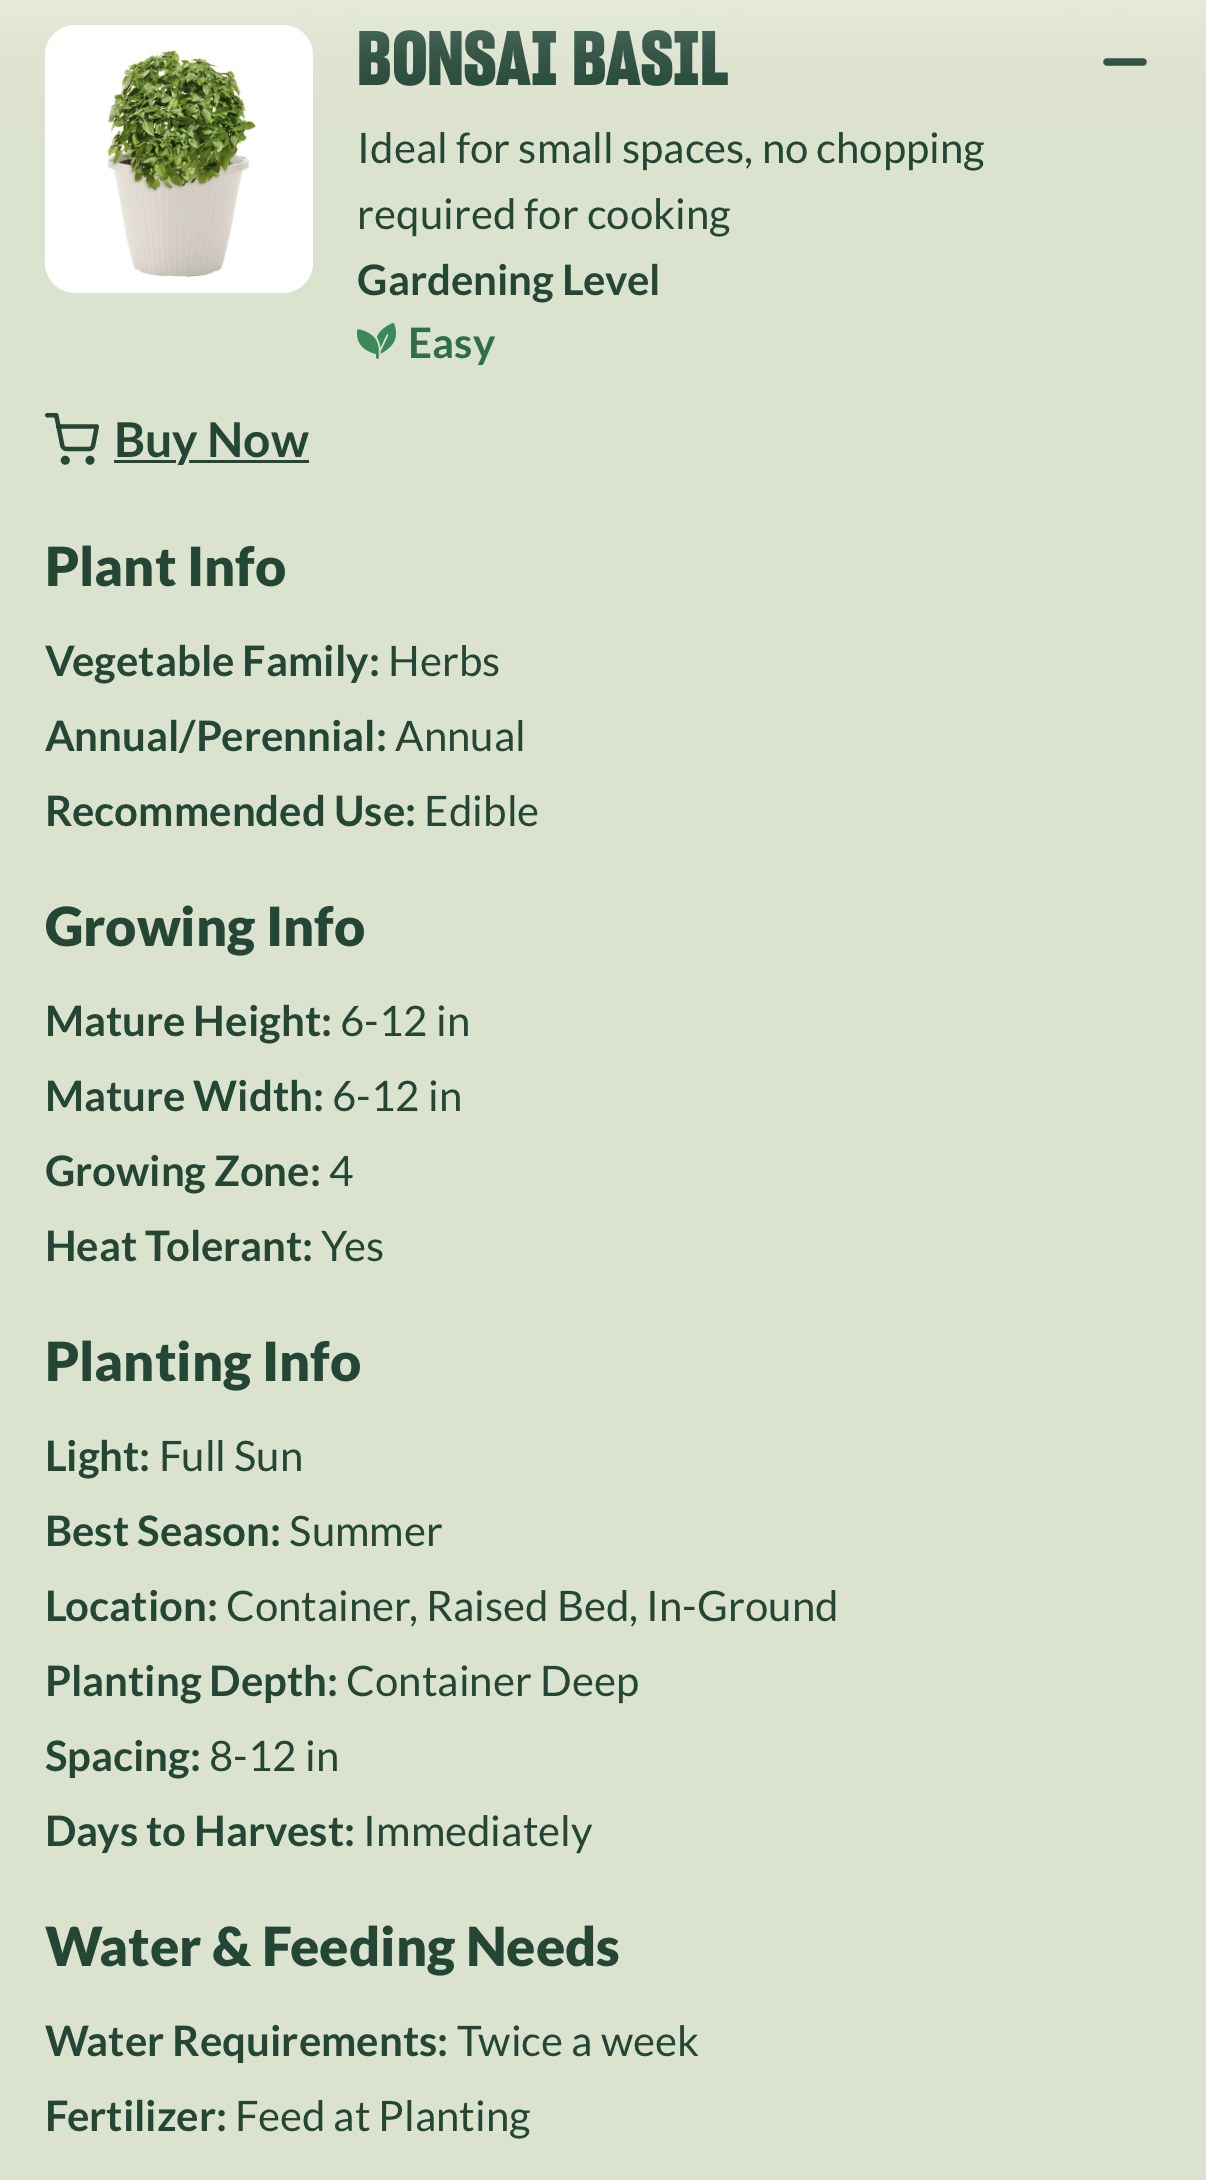 BONSAI BASIL
Ideal for small spaces, no chopping
required for cooking
Gardening Level
Easy
Buy Now
Plant Info
Vegetable Family: Herbs
Annual/Perennial: Annual
Recommended Use: Edible
Growing Info
Mature Height: 6-12 in
Mature Width: 6-12 in
Growing Zone: 4
Heat Tolerant: Yes
Planting Info
Light: Full Sun
Best Season: Summer
Location: Container, Raised Bed, In-Ground
Planting Depth: Container Deep
Spacing: 8-12 in
Days to Harvest: Immediately
Water & Feeding Needs
Water Requirements: Twice a week
Fertilizer: Feed at Planting